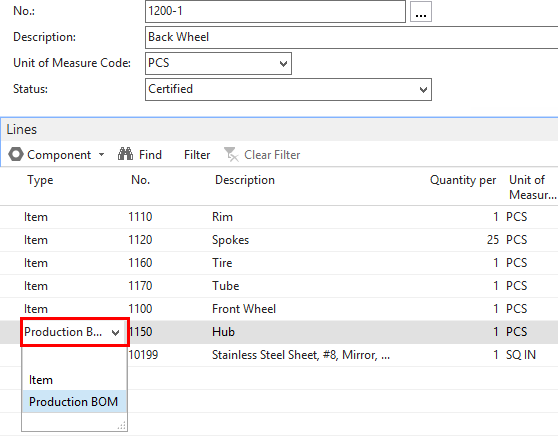 No.: 1200-1 ...
Description: Back Wheel
Unit of Measure Code: PCS
Status: Certified
Lines
Component Find Filter Clear Filter
Type No. Description Quantity per Unit of Measur...
Item 1110 Rim 1 PCS
Item 1120 Spokes 25 PCS
Item 1160 Tire 1 PCS
Item 1170 Tube 1 PCS
Item 1100 Front Wheel 1 PCS
Production B... 1150 Hub 1 PCS
10199 Stainless Steel Sheet, #8, Mirror, ... 1 SQ IN
Item
Production BOM